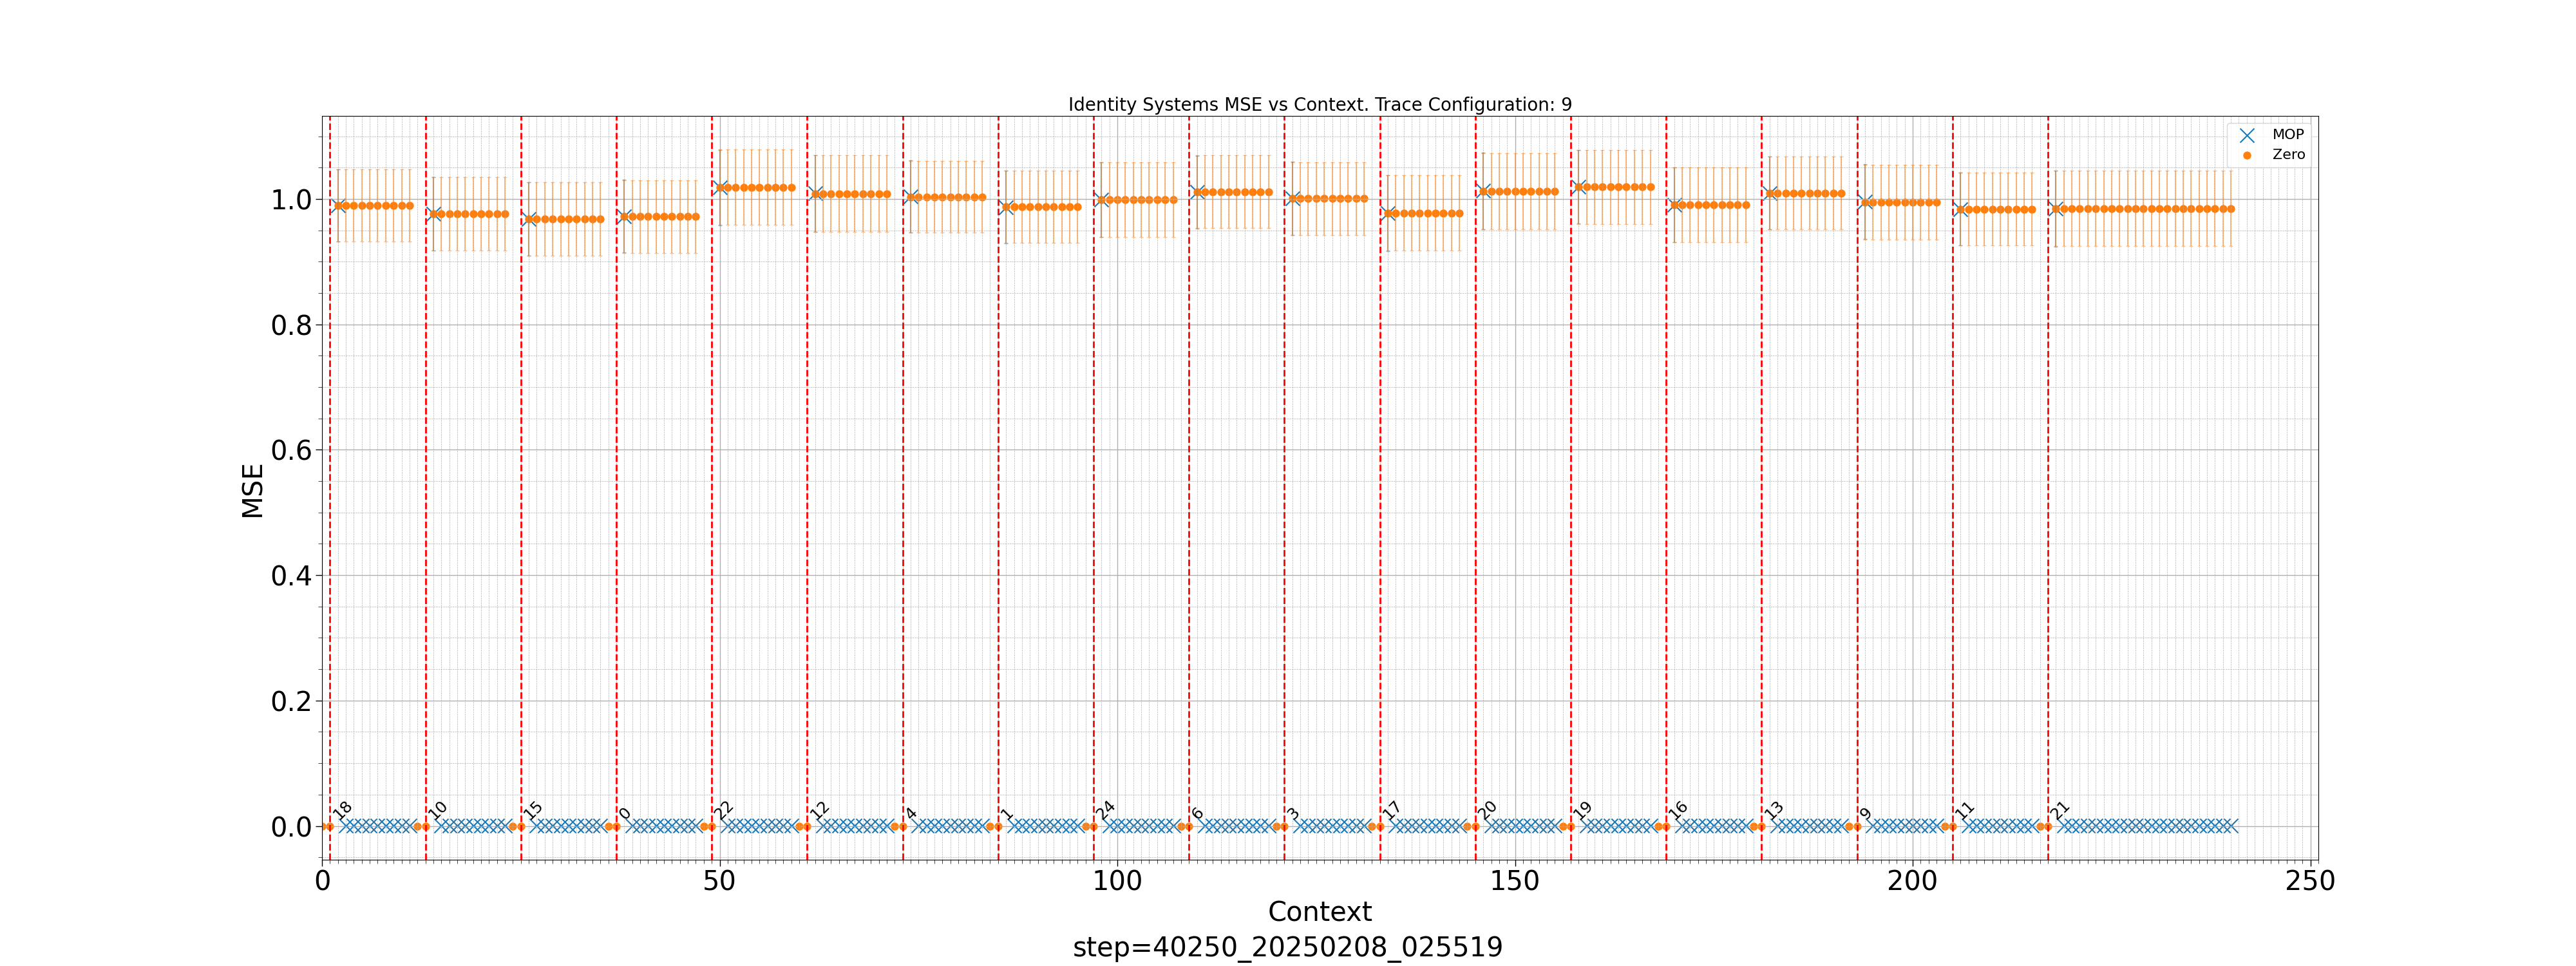 Identity Systems MSE vs Context. Trace Configuration: 9
MOP
Zero
1.0
0.8
0.6
0.4
0.2
0.0
MSE
18 10 15 0 22 12 4 1 24 6 3 17 20 19 16 13 9 11 21
0 50 100 150 200 250
Context
step=40250_20250208_025519